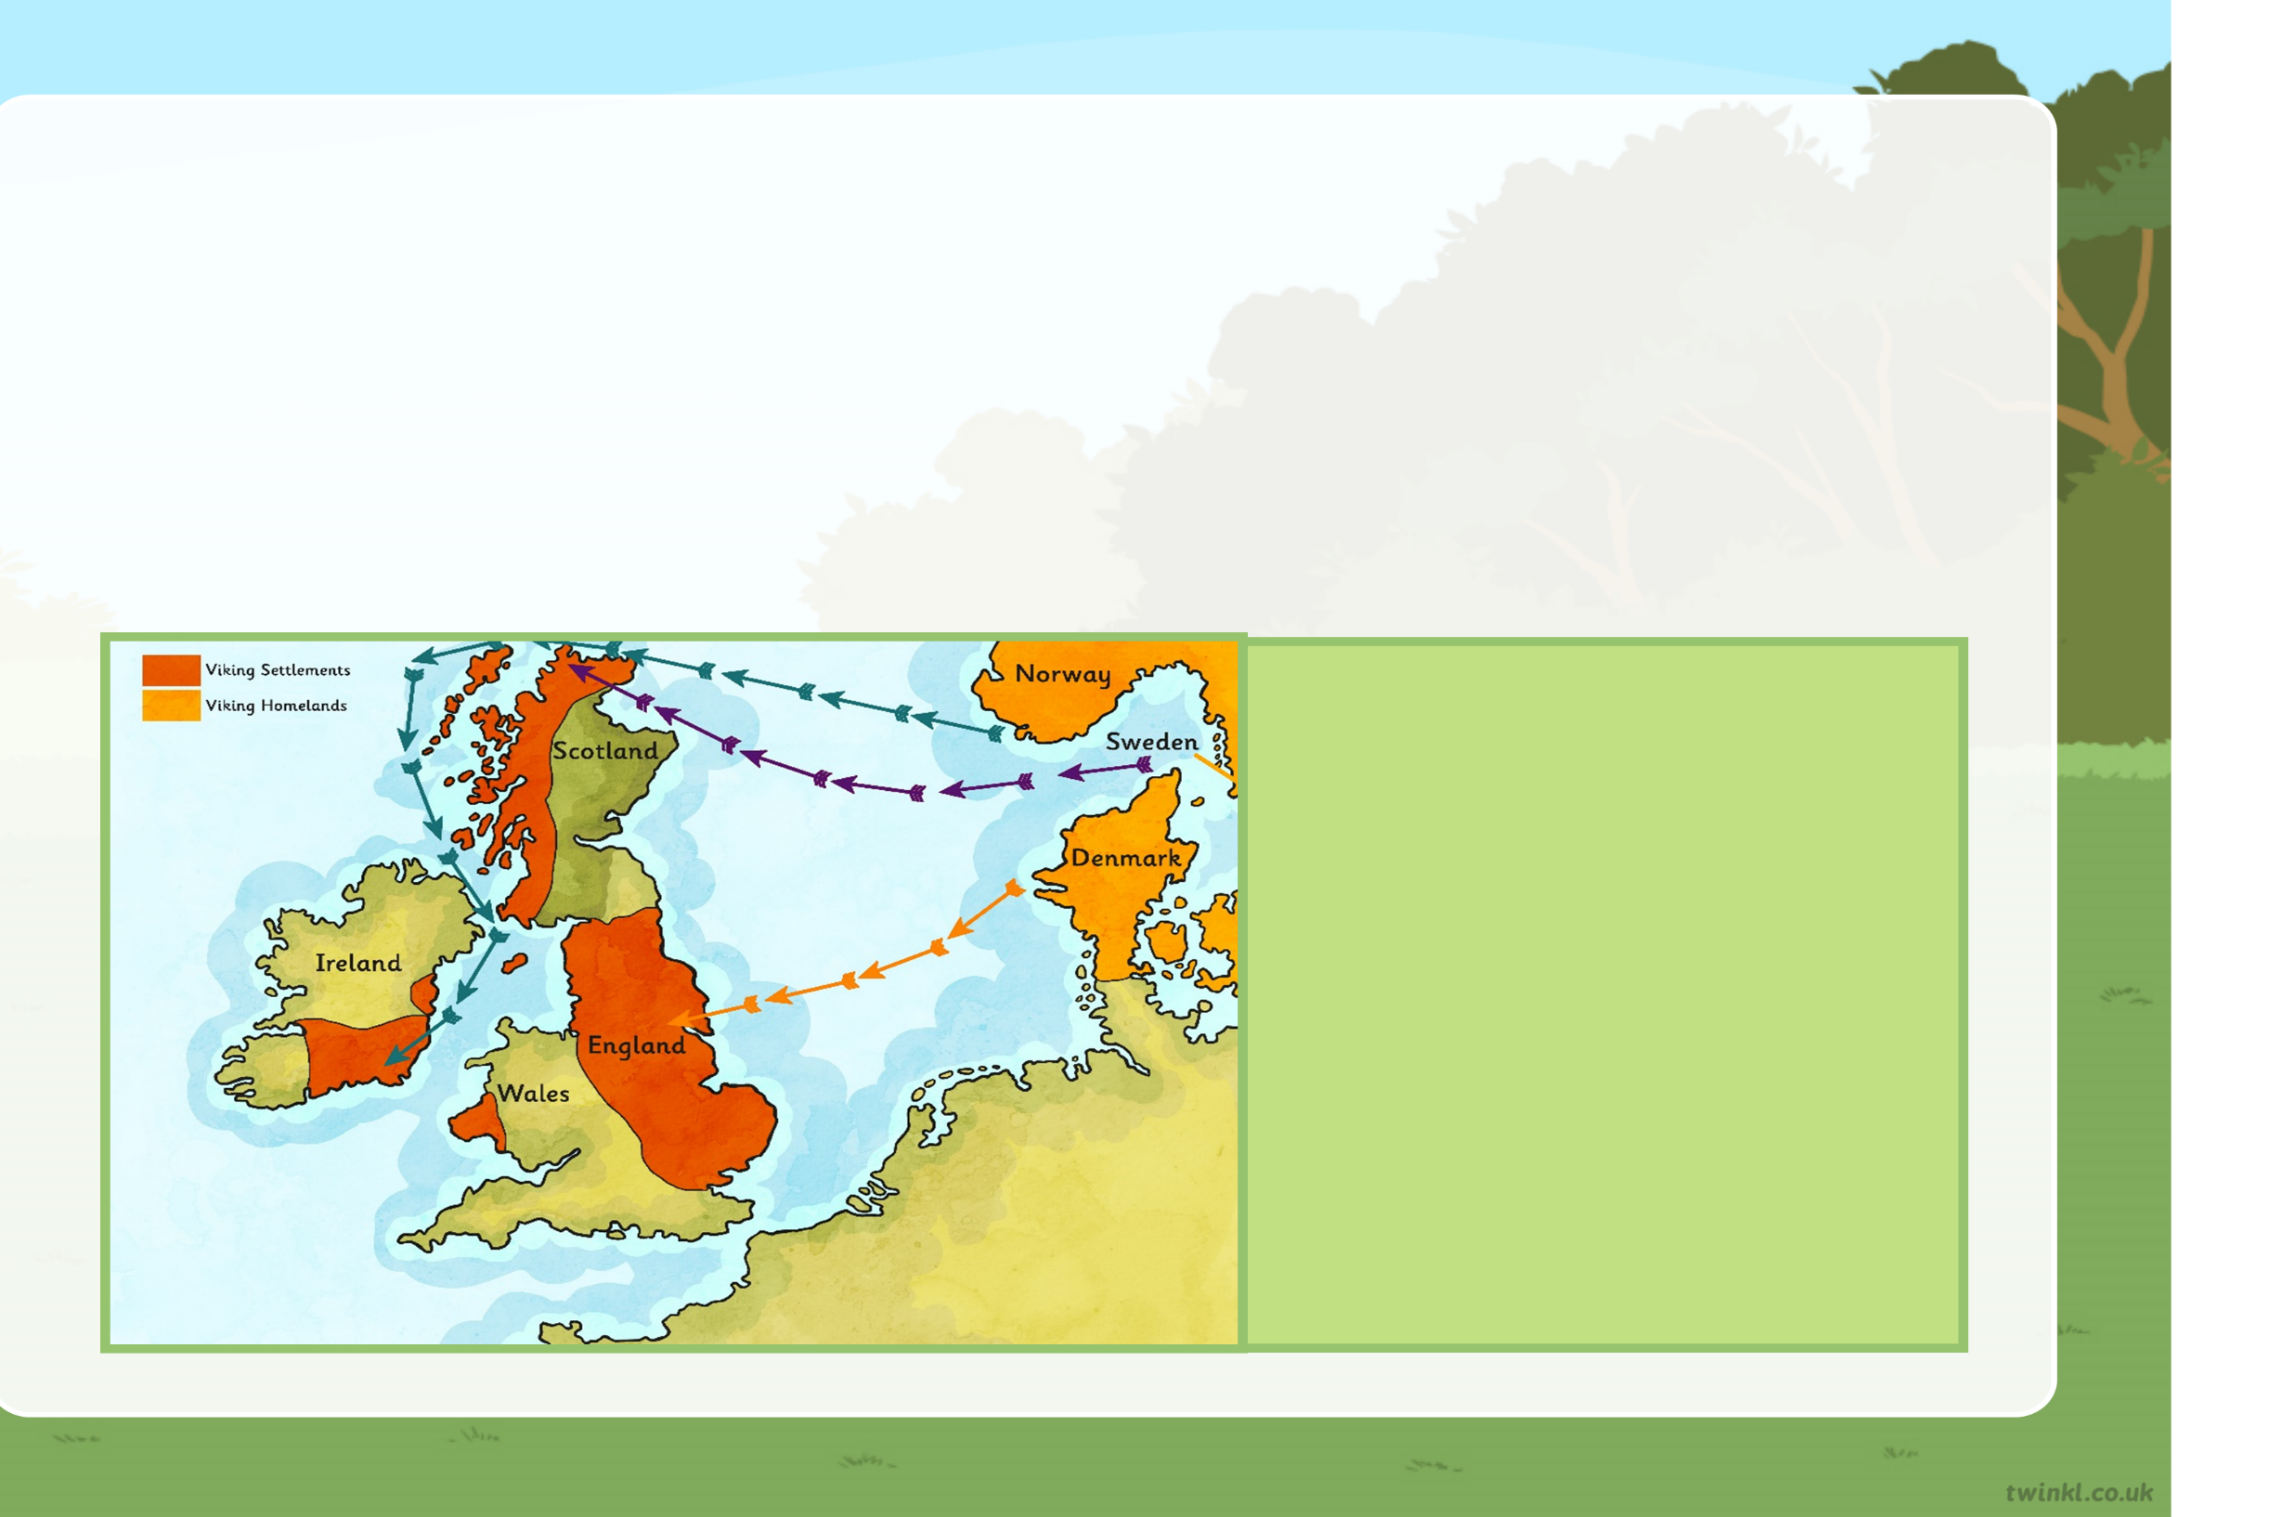 Viking Settlements
Viking Homelands
Norway
Sweden
Scotland
Denmark
Ireland
England
Wales
twinkl.co.uk